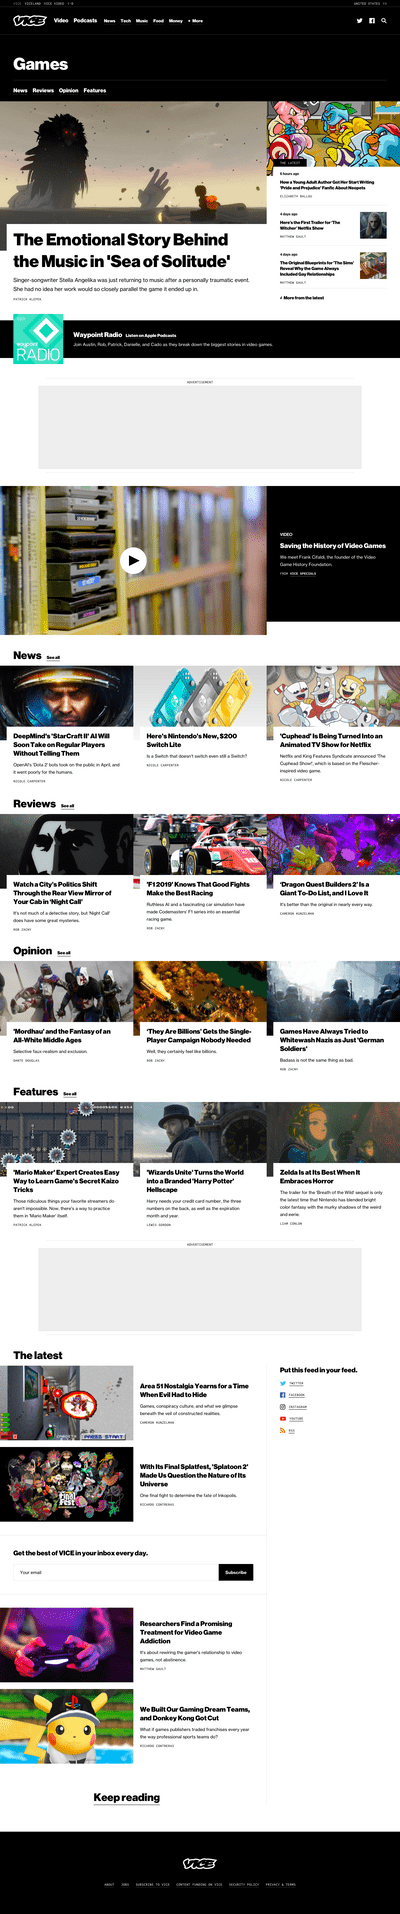 VICE VICELAND VICE VIDEO I-D
UNITED STATES
VICE
Video Podcasts News Tech Music Food Money + More
Games
News Reviews Opinion Features
The Emotional Story Behind
the Music in 'Sea of Solitude'
Singer-songwriter Stella Angelika was just returning to music after a personally traumatic event.
She had no idea her work would so closely parallel the game it ended up in.
PATRICK KLEPEK
THE LATEST
6 hours ago
How a Young Adult Author Got Her Start Writing
'Pride and Prejudice' Fanfic About Neopets
ELIZABETH BALLOU
4 days ago
Here's the First Trailer for 'The
Witcher' Netflix Show
MATTHEW GAULT
4 days ago
The Original Blueprints for 'The Sims'
Reveal Why the Game Always
Included Gay Relationships
MATTHEW GAULT
+ More from the latest
waypoint
RADIO
Waypoint Radio Listen on Apple Podcasts
Join Austin, Rob, Patrick, Danielle, and Cado as they break down the biggest stories in video games.
ADVERTISEMENT
VIDEO
Saving the History of Video Games
We meet Frank Cifaldi, the founder of the Video
Game History Foundation.
FROM VICE SPECIALS
News See all
DeepMind's 'StarCraft II' AI Will
Soon Take on Regular Players
Without Telling Them
OpenAI's 'Dota 2' bots took on the public in April, and
it went poorly for the humans.
NICOLE CARPENTER
Here's Nintendo's New, $200
Switch Lite
Is a Switch that doesn't switch even still a Switch?
NICOLE CARPENTER
'Cuphead' Is Being Turned Into an
Animated TV Show for Netflix
Netflix and King Features Syndicate announced 'The
Cuphead Show!', which is based on the Fleischer-
inspired video game.
NICOLE CARPENTER
Reviews See all
Watch a City's Politics Shift
Through the Rear View Mirror of
Your Cab in 'Night Call'
It's not much of a detective story, but 'Night Call'
does have some great mysteries.
ROB ZACNY
'F1 2019' Knows That Good Fights
Make the Best Racing
Ruthless AI and a fascinating car simulation have
made Codemasters' F1 series into an essential
racing game.
ROB ZACNY
'Dragon Quest Builders 2' Is a
Giant To-Do List, and I Love It
It's better than the original in nearly every way.
CAMERON KUNZELMAN
Opinion See all
'Mordhau' and the Fantasy of an
All-White Middle Ages
Selective faux-realism and exclusion.
DANTE DOUGLAS
'They Are Billions' Gets the Single-
Player Campaign Nobody Needed
Well, they certainly feel like billions.
ROB ZACNY
Games Have Always Tried to
Whitewash Nazis as Just 'German
Soldiers'
Badass is not the same thing as bad.
ROB ZACNY
Features See all
'Mario Maker' Expert Creates Easy
Way to Learn Game's Secret Kaizo
Tricks
Those ridiculous things your favorite streamers do
aren't impossible. Now, there's a way to practice
them in 'Mario Maker' itself.
PATRICK KLEPEK
'Wizards Unite' Turns the World
into a Branded 'Harry Potter'
Hellscape
Harry needs your credit card number, the three
numbers on the back, as well as the expiration
month and year.
LEWIS GORDON
Zelda Is at Its Best When It
Embraces Horror
The trailer for the 'Breath of the Wild' sequel is only
the latest time that Nintendo has blended bright
color fantasy with the murky shadows of the weird
and eerie.
LIAM CONLON
ADVERTISEMENT
The latest
PRESS START
Area 51 Nostalgia Yearns for a Time
When Evil Had to Hide
Games, conspiracy culture, and what we glimpse
beneath the veil of constructed realities.
CAMERON KUNZELMAN
Put this feed in your feed.
TWITTER
FACEBOOK
INSTAGRAM
YOUTUBE
RSS
Final
Fest
With Its Final Splatfest, 'Splatoon 2'
Made Us Question the Nature of Its
Universe
One final fight to determine the fate of Inkopolis.
RICARDO CONTRERAS
Get the best of VICE in your inbox every day.
Your email
Subscribe
Researchers Find a Promising
Treatment for Video Game
Addiction
It's about rewiring the gamer's relationship to video
games, not abstinence.
MATTHEW GAULT
We Built Our Gaming Dream Teams,
and Donkey Kong Got Cut
What if games publishers traded franchises every year
the way professional sports teams do?
RICARDO CONTRERAS
Keep reading
VICE
ABOUT JOBS SUBSCRIBE TO VICE CONTENT FUNDING ON VICE SECURITY POLICY PRIVACY & TERMS